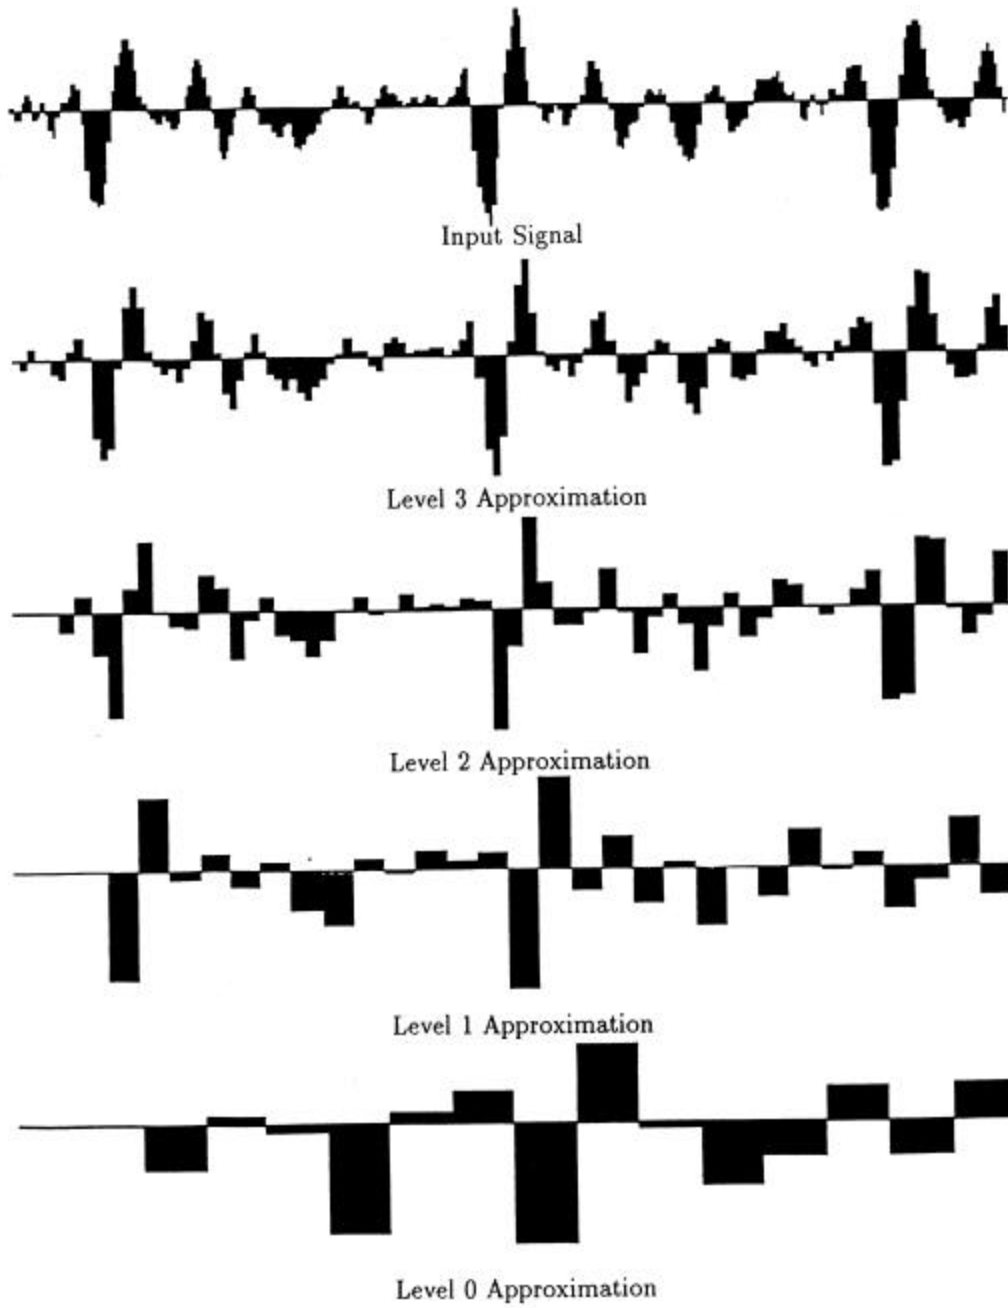 Input Signal
Level 3 Approximation
Level 2 Approximation
Level 1 Approximation
Level 0 Approximation